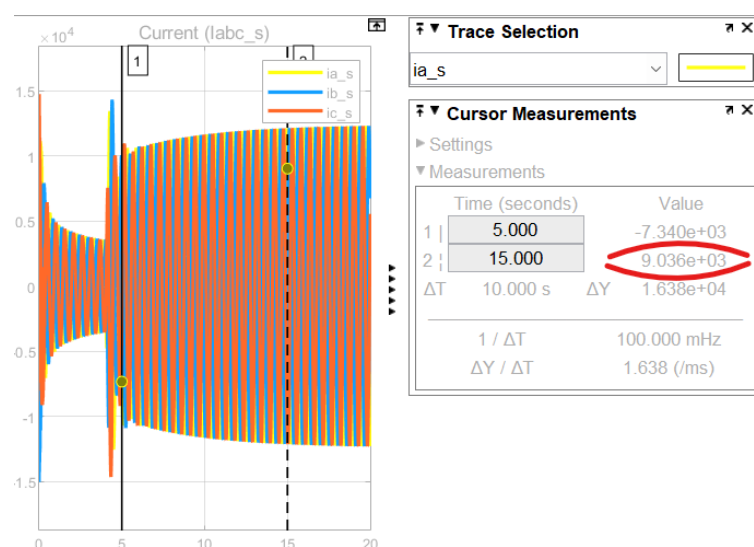 Current (Iabc_s)
×10⁴
1.5
1
0.5
0
-0.5
-1
-1.5
0
5
10
15
20
1
ia_s
ib_s
ic_s
Trace Selection
ia_s
Cursor Measurements
Settings
Measurements
Time (seconds) Value
1 | 5.000 -7.340e+03
2 ¦ 15.000 9.036e+03
ΔT 10.000 s ΔY 1.638e+04
1 / ΔT 100.000 mHz
ΔY / ΔT 1.638 (/ms)